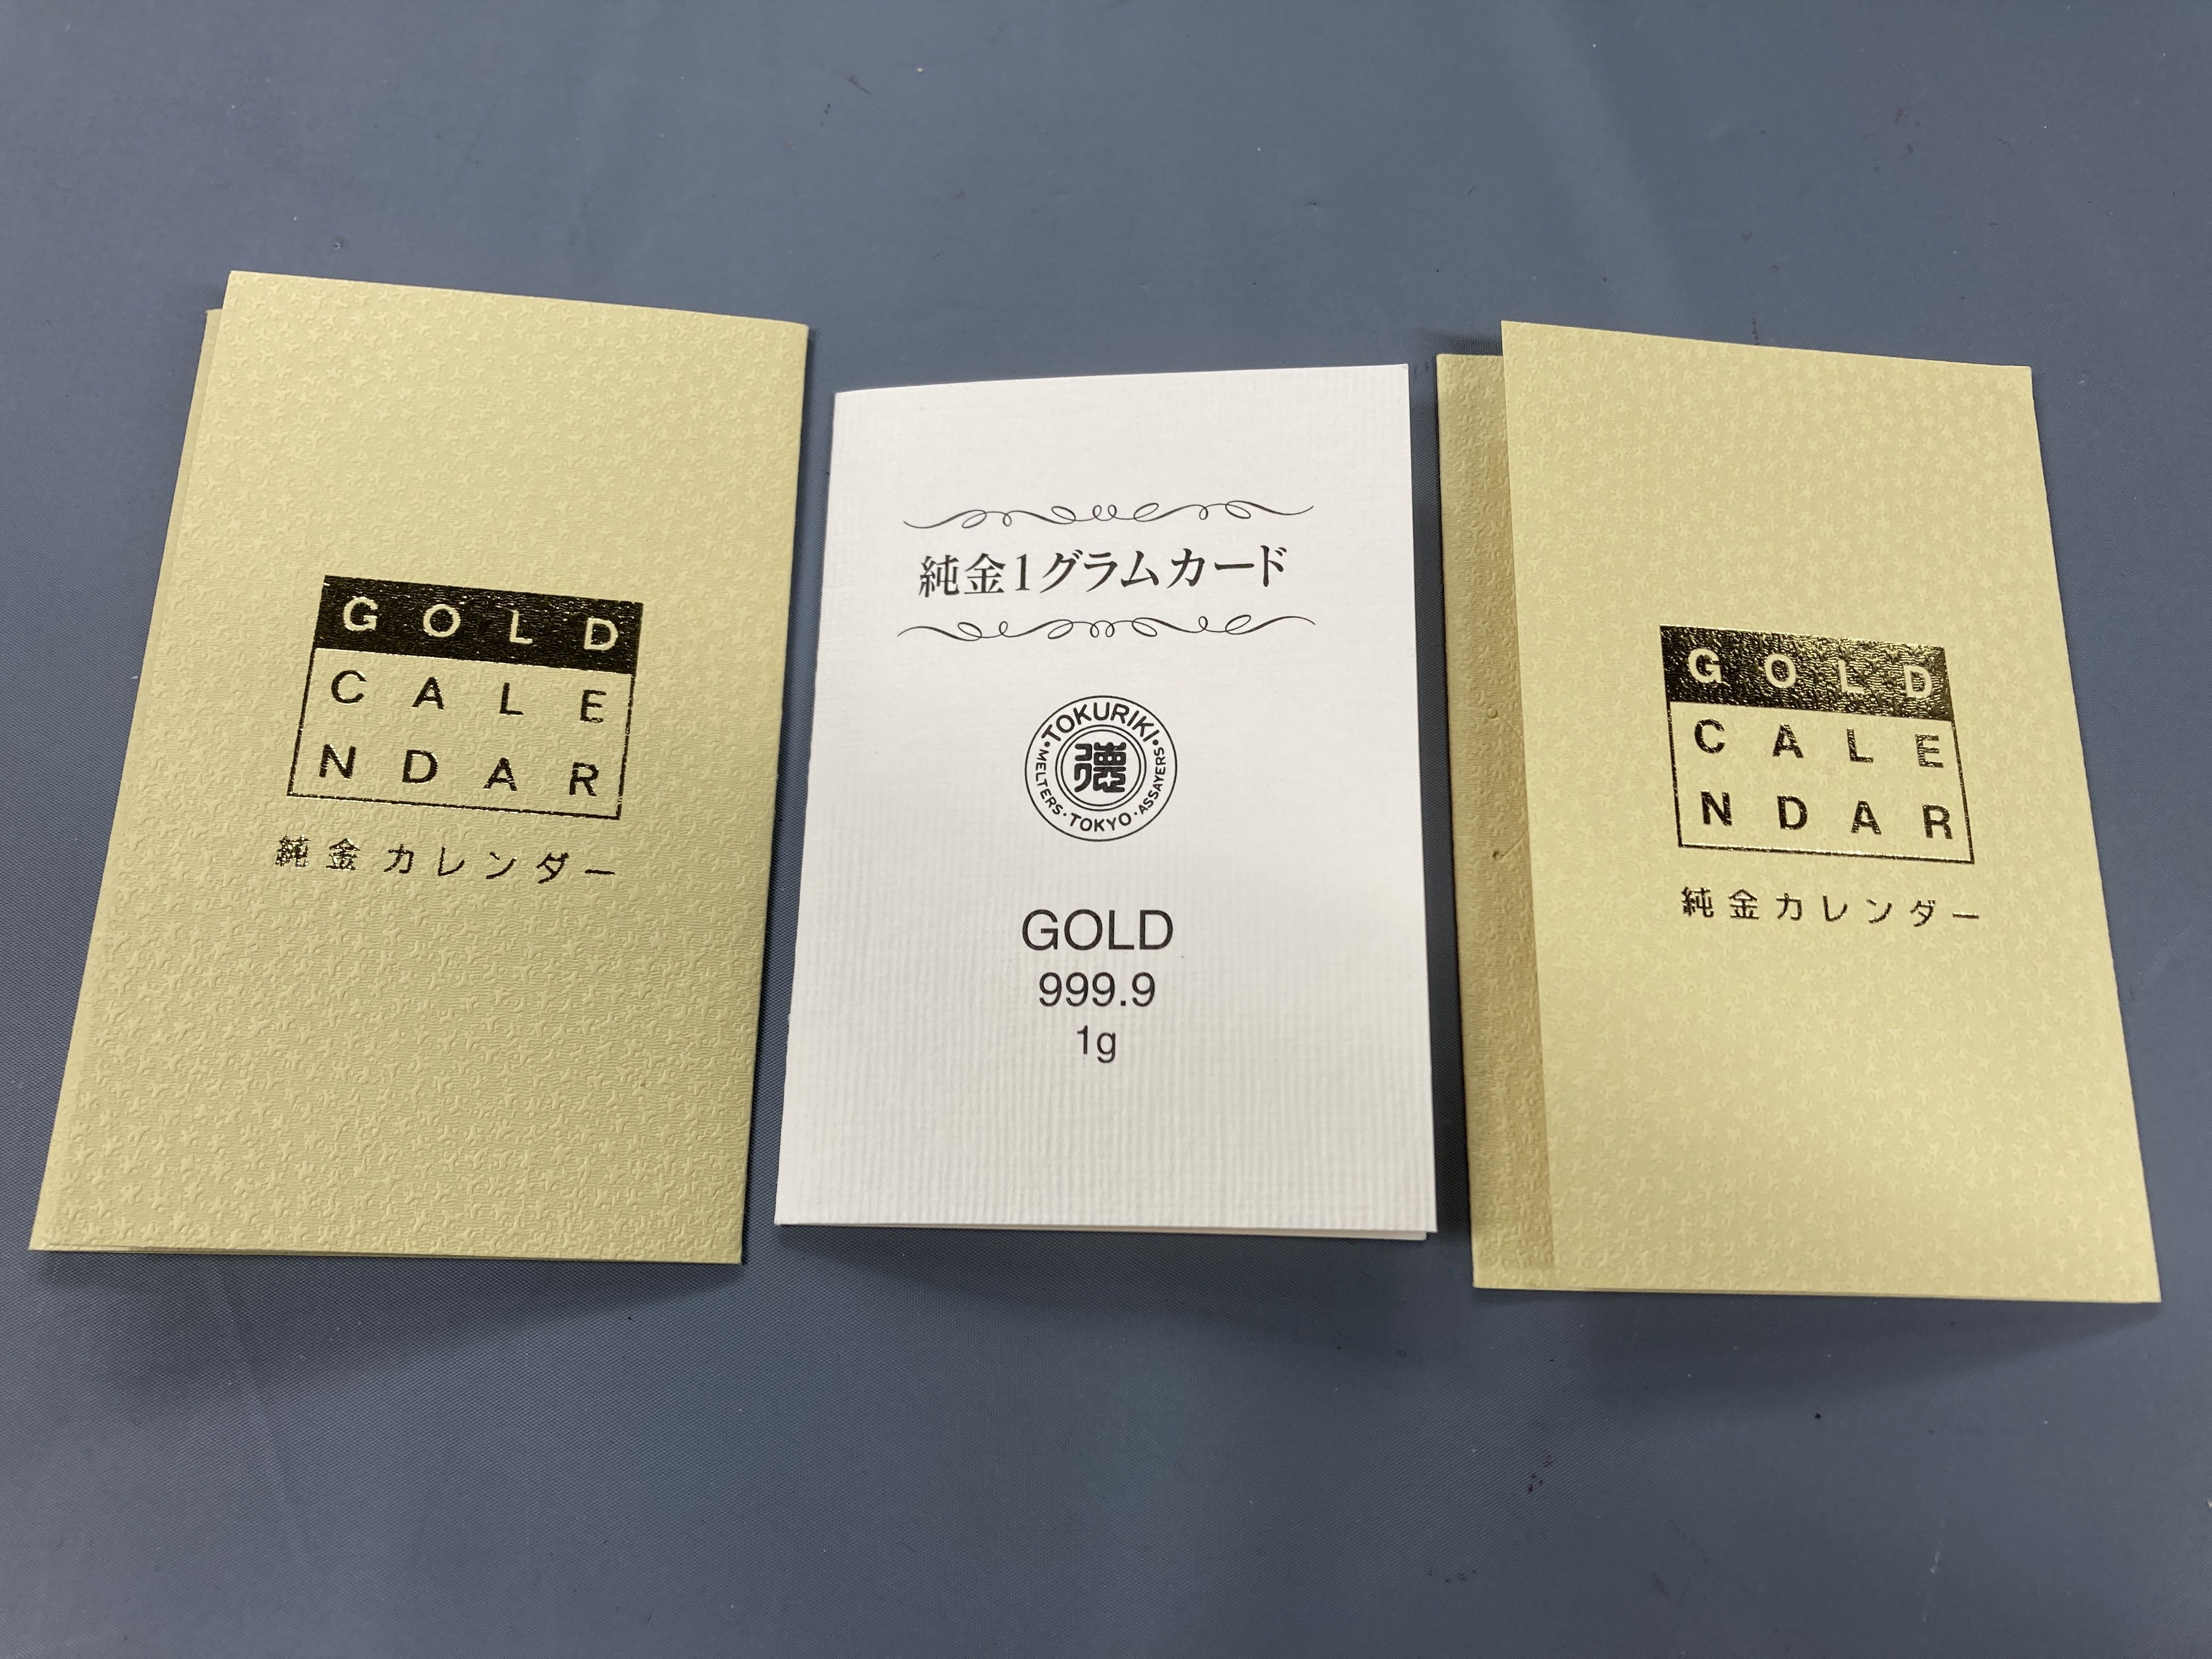 GOLD
CALE
NDAR
純金カレンダー
純金1グラムカード
・TOKURIKI・
徳
MELTERS・TOKYO・ASSAYERS
GOLD
999.9
1g
GOLD
CALE
NDAR
純金カレンダー